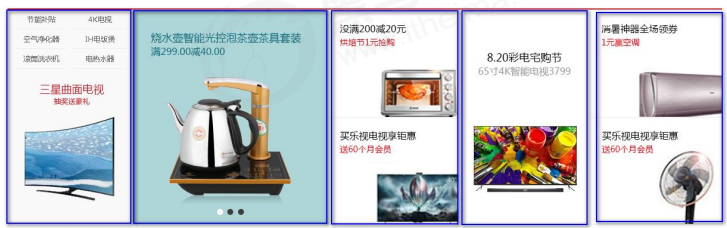 节能补贴 4K电视
空气净化器 IH电饭煲
滚筒洗衣机 电热水器
三星曲面电视
抽奖送豪礼
烧水壶智能光控泡茶壶茶具套装
满299.00减40.00
没满200减20元
烘焙节1元抢购
买乐视电视享钜惠
送60个月会员
8.20彩电宅购节
65寸4K智能电视3799
消暑神器全场领券
1元赢空调
买乐视电视享钜惠
送60个月会员